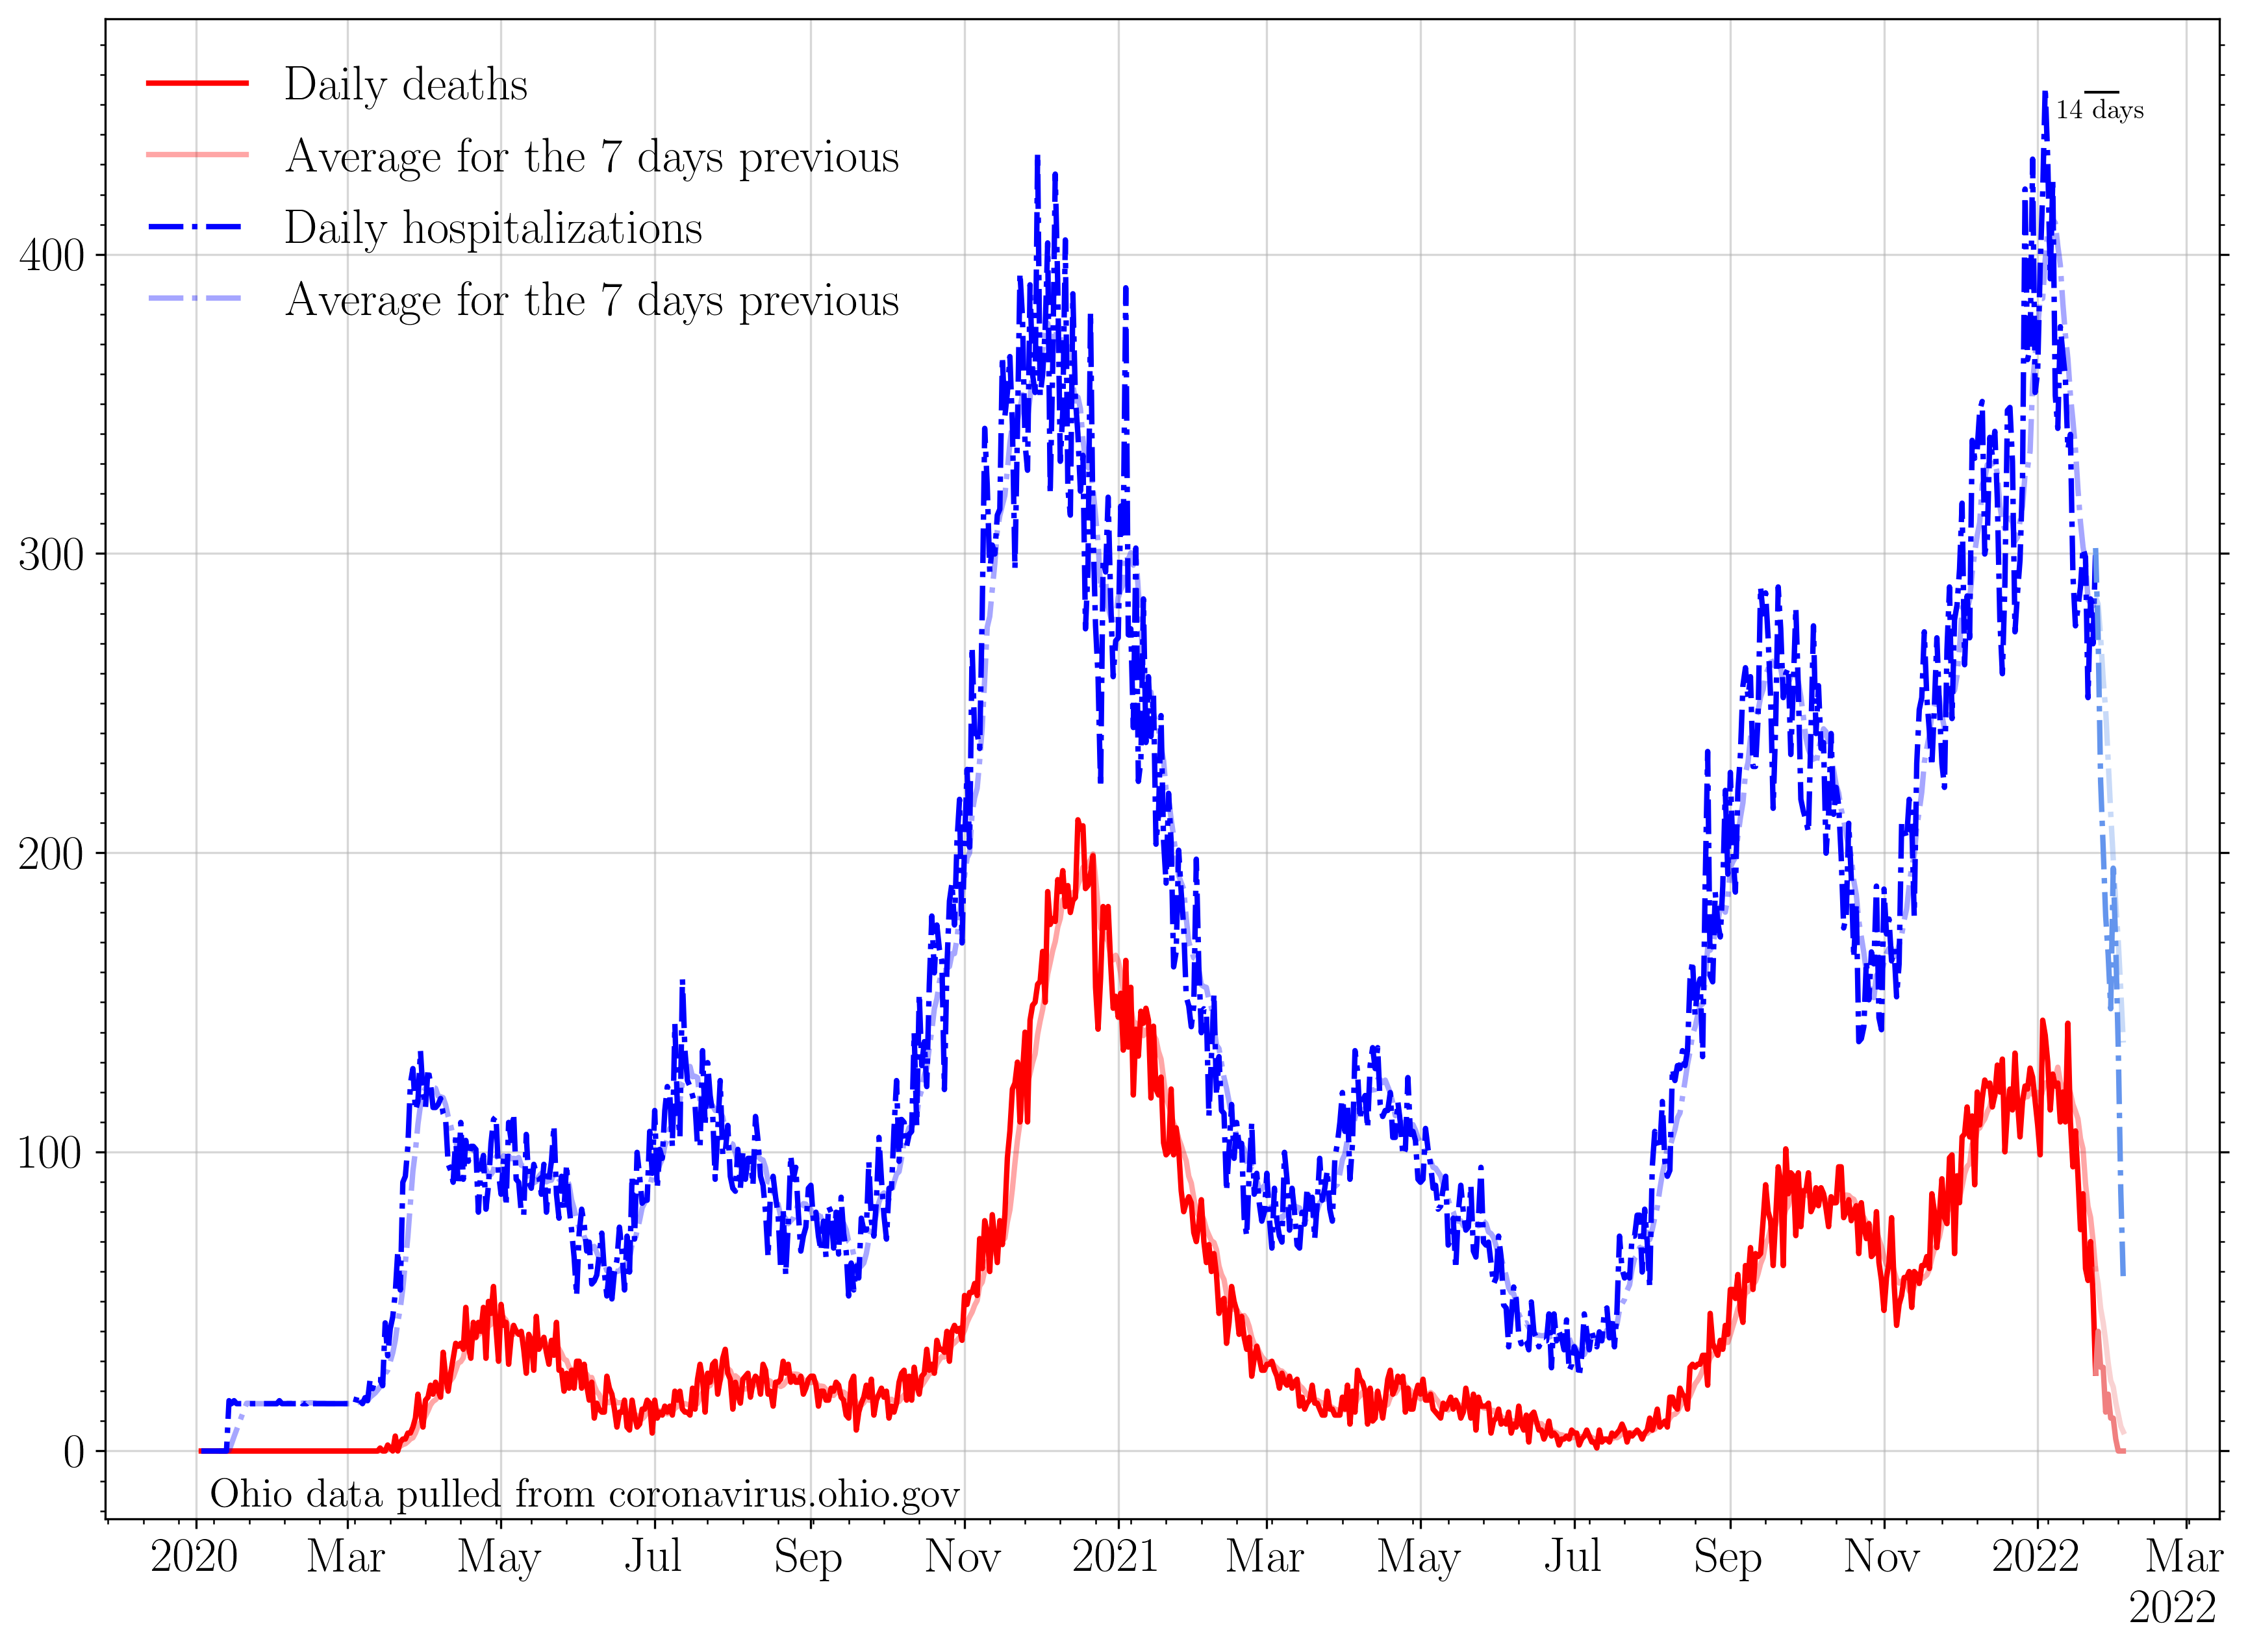 Daily deaths
Average for the 7 days previous
Daily hospitalizations
Average for the 7 days previous
14 days
400
300
200
100
0
Ohio data pulled from coronavirus.ohio.gov
2020 Mar May Jul Sep Nov 2021 Mar May Jul Sep Nov 2022 Mar
2022